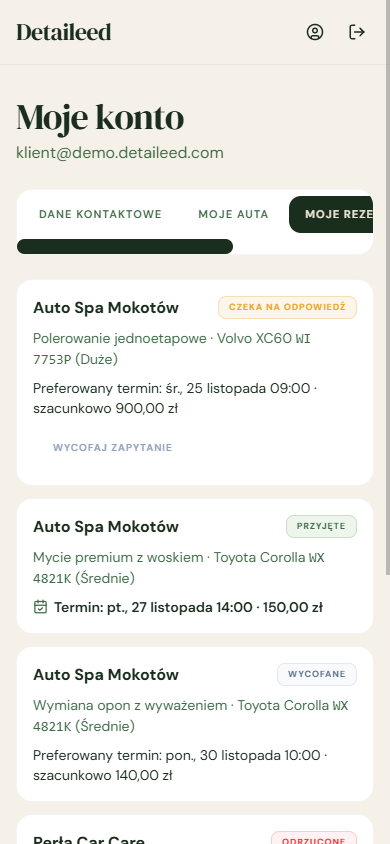 Detaileed
Moje konto
klient@demo.detaileed.com
DANE KONTAKTOWE MOJE AUTA MOJE REZE
Auto Spa Mokotów CZEKA NA ODPOWIEDŹ
Polerowanie jednoetapowe · Volvo XC60 WI
7753P (Duże)
Preferowany termin: śr., 25 listopada 09:00 ·
szacunkowo 900,00 zł
WYCOFAJ ZAPYTANIE
Auto Spa Mokotów PRZYJĘTE
Mycie premium z woskiem · Toyota Corolla WX
4821K (Średnie)
Termin: pt., 27 listopada 14:00 · 150,00 zł
Auto Spa Mokotów WYCOFANE
Wymiana opon z wyważeniem · Toyota Corolla WX
4821K (Średnie)
Preferowany termin: pon., 30 listopada 10:00 ·
szacunkowo 140,00 zł
Perła Car Care ODRZUCONE